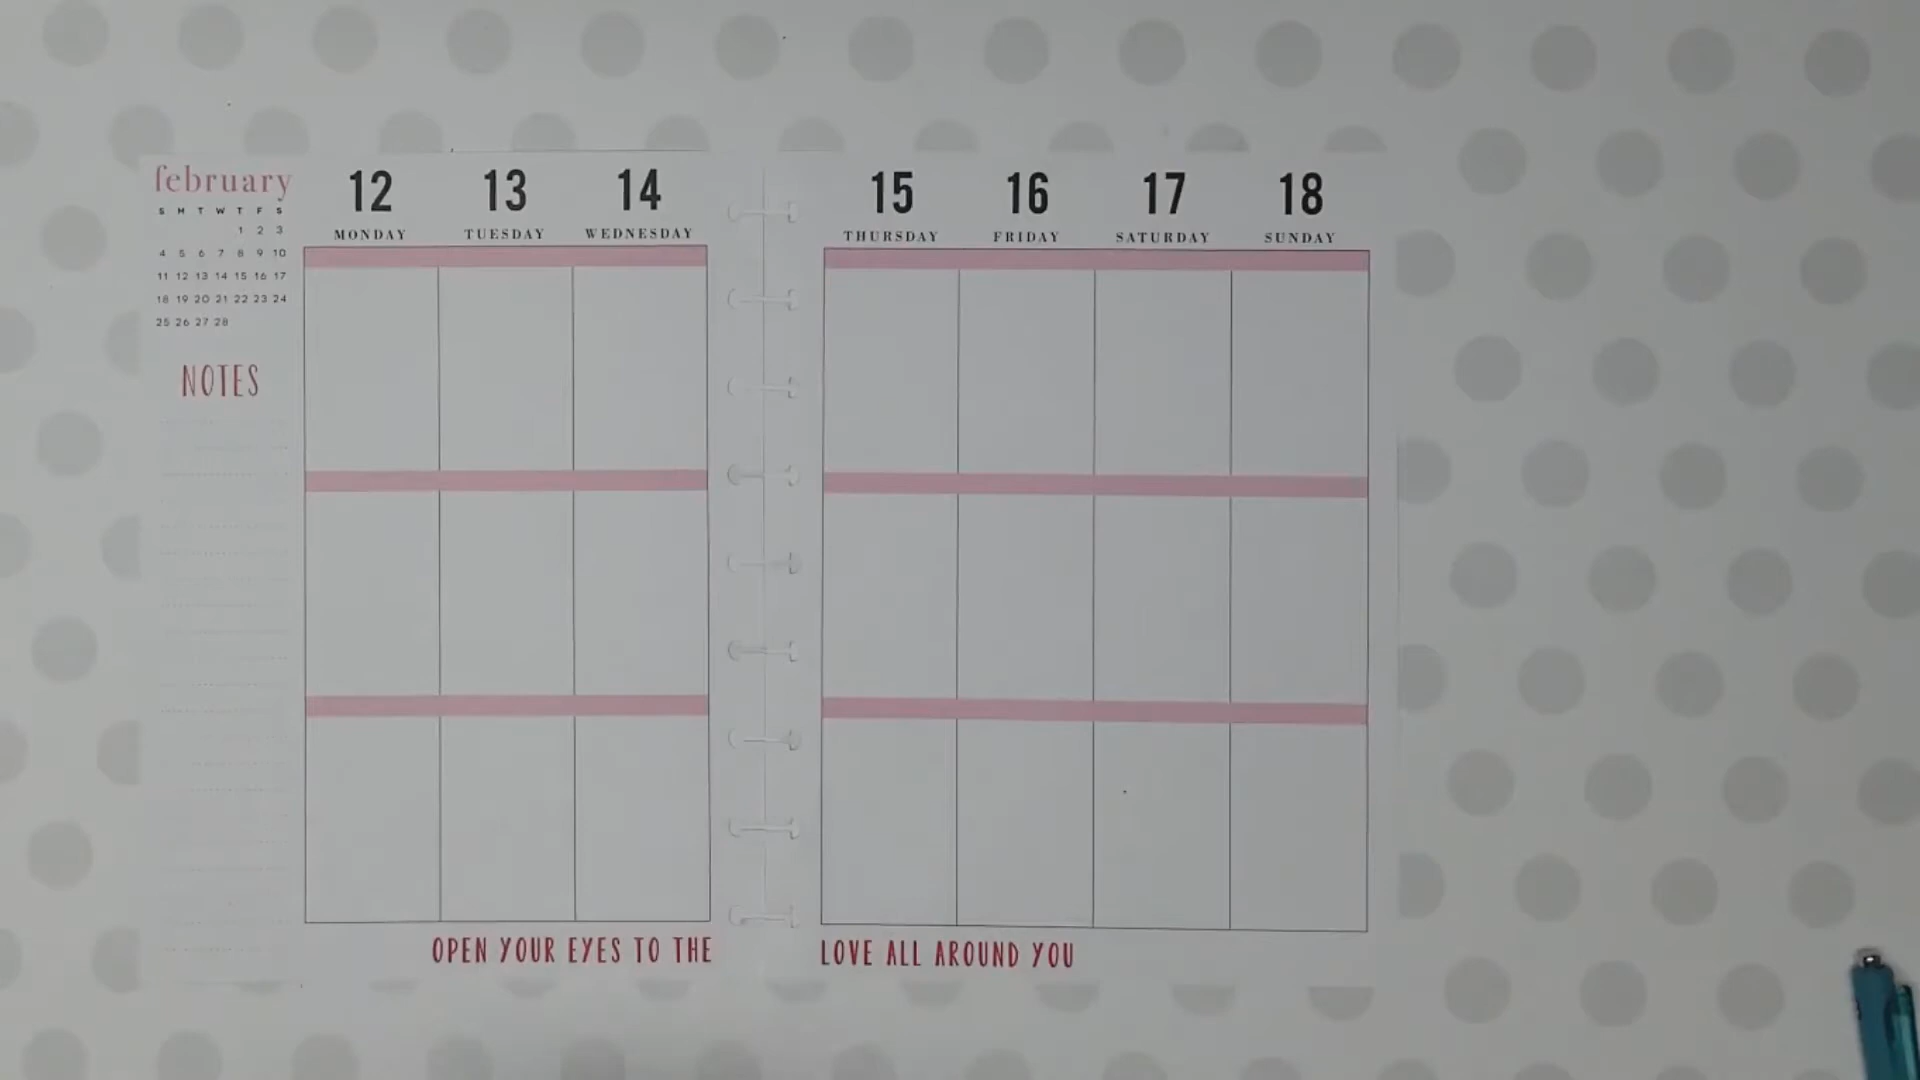 february
S M T W T F S
1 2 3
4 5 6 7 8 9 10
11 12 13 14 15 16 17
18 19 20 21 22 23 24
25 26 27 28
NOTES
12 13 14
MONDAY TUESDAY WEDNESDAY
15 16 17 18
THURSDAY FRIDAY SATURDAY SUNDAY
OPEN YOUR EYES TO THE LOVE ALL AROUND YOU